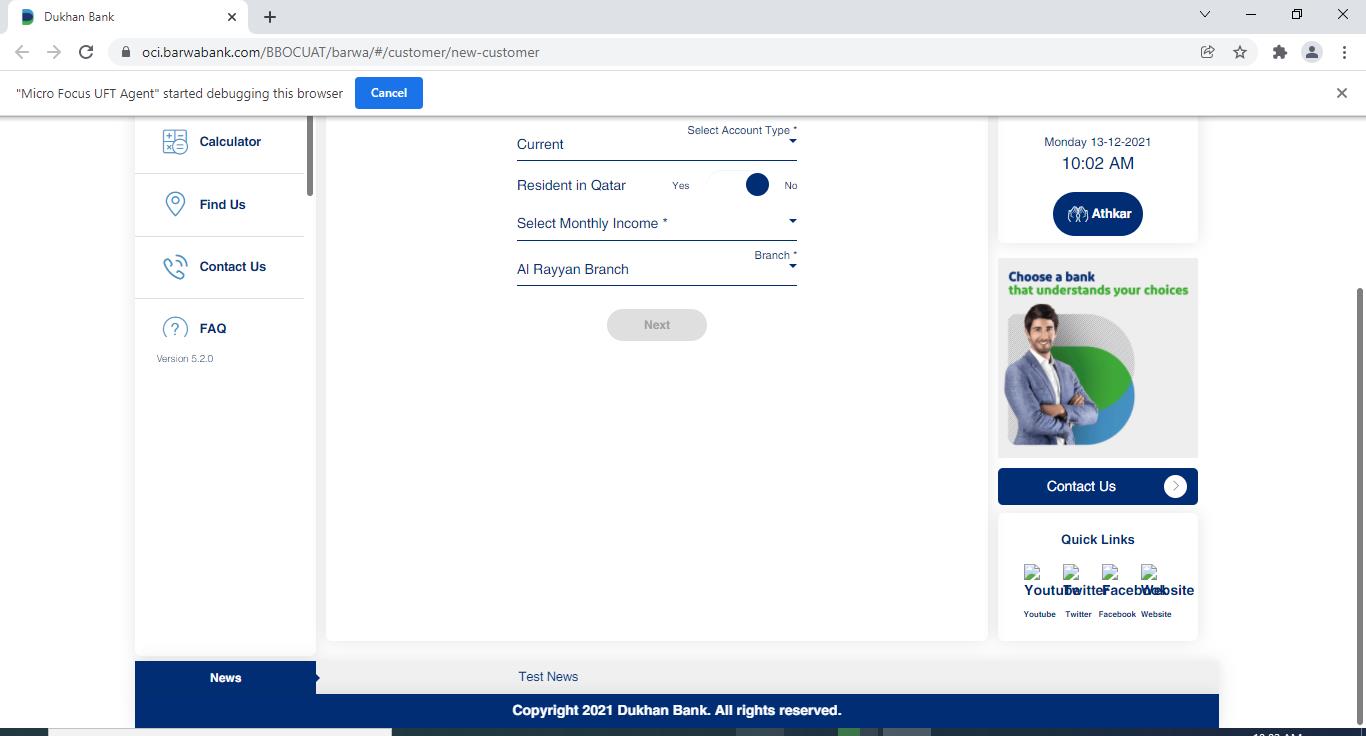 Dukhan Bank
oci.barwabank.com/BBOCUAT/barwa/#/customer/new-customer
"Micro Focus UFT Agent" started debugging this browser
Cancel
Calculator
Find Us
Contact Us
FAQ
Version 5.2.0
Select Account Type *
Current
Resident in Qatar
Yes
No
Select Monthly Income *
Branch *
Al Rayyan Branch
Next
Monday 13-12-2021
10:02 AM
Athkar
Choose a bank
that understands your choices
Contact Us
Quick Links
Youtube Twitter Facebook Website
Youtube Twitter Facebook Website
News
Test News
Copyright 2021 Dukhan Bank. All rights reserved.